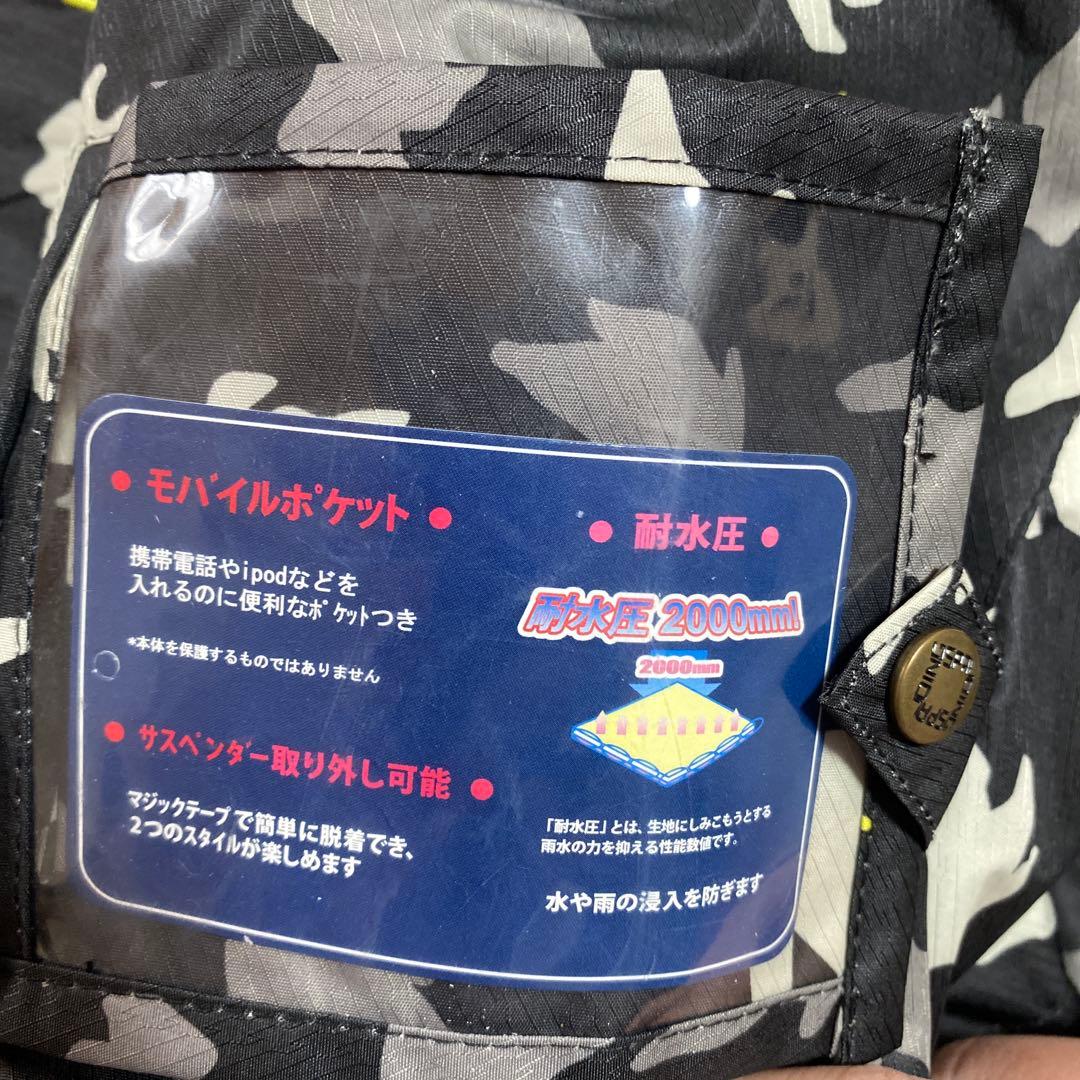 ● モバイルポケット ●
携帯電話やipodなどを
入れるのに便利なポケットつき
*本体を保護するものではありません
● サスペンダー取り外し可能 ●
マジックテープで簡単に脱着でき、
2つのスタイルが楽しめます
● 耐水圧 ●
耐水圧 2000mm!
2000mm
「耐水圧」とは、生地にしみこもうとする
雨水の力を抑える性能数値です。
水や雨の浸入を防ぎます